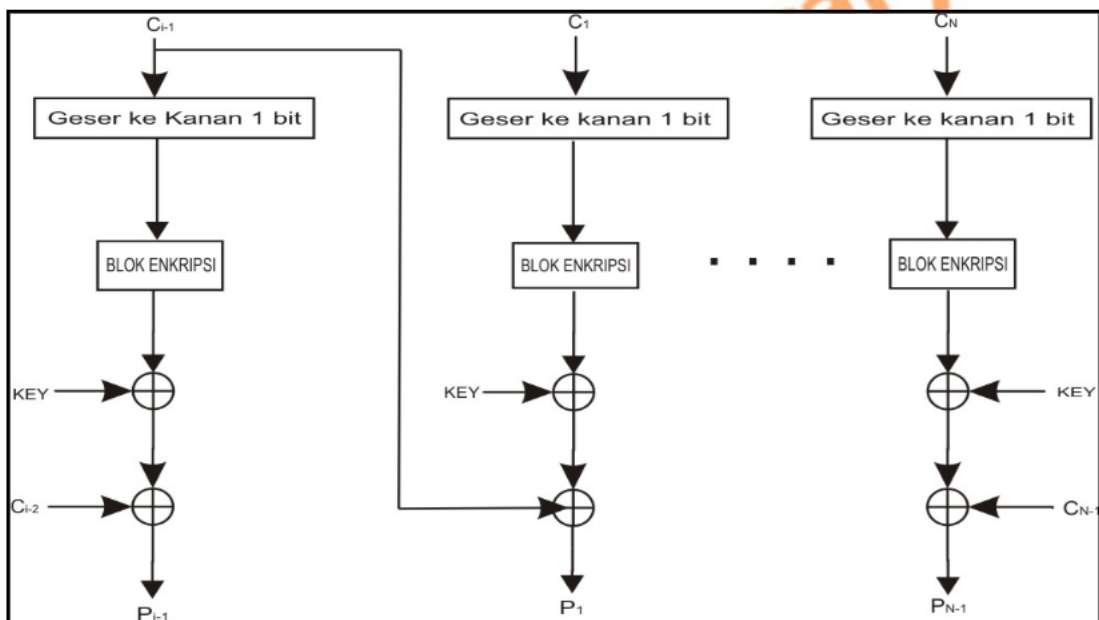 Ci-1 C1 CN
Geser ke Kanan 1 bit Geser ke kanan 1 bit Geser ke kanan 1 bit
BLOK ENKRIPSI BLOK ENKRIPSI BLOK ENKRIPSI
KEY KEY KEY
Ci-2 CN-1
Pi-1 P1 PN-1